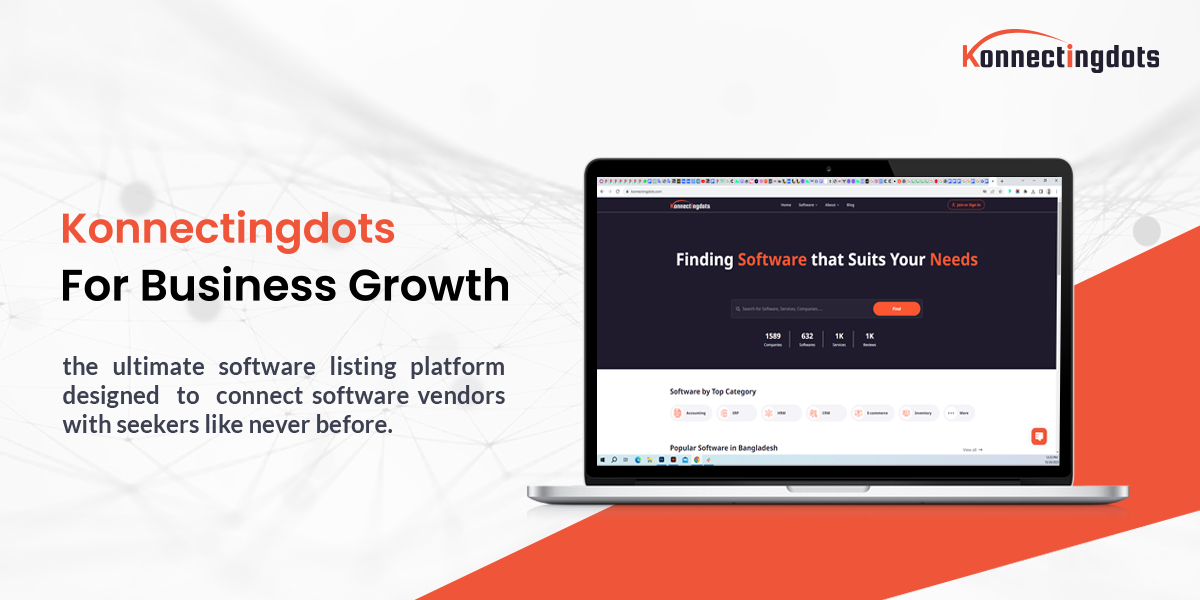 Konnectingdots
Konnectingdots
For Business Growth
the ultimate software listing platform
designed to connect software vendors
with seekers like never before.
konnectingdots.com
Konnectingdots
Home Software About Blog
Join or Sign In
Finding Software that Suits Your Needs
Search for Software, Services, Companies....
Find
1589 632 1K 1K
Companies Softwares Services Reviews
Software by Top Category
Accounting ERP HRM CRM E-commerce Inventory More
Popular Software in Bangladesh
View all